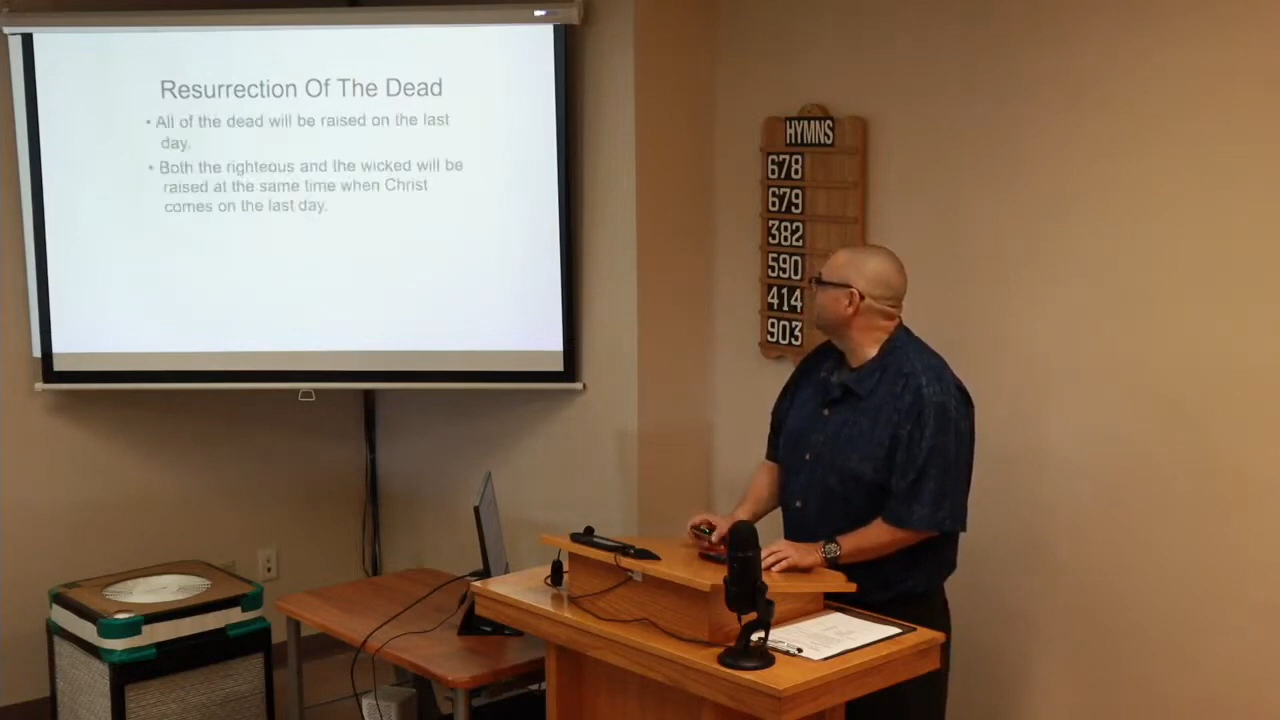 Resurrection Of The Dead
• All of the dead will be raised on the last
day.
• Both the righteous and the wicked will be
raised at the same time when Christ
comes on the last day.
HYMNS
678
679
382
590
414
903